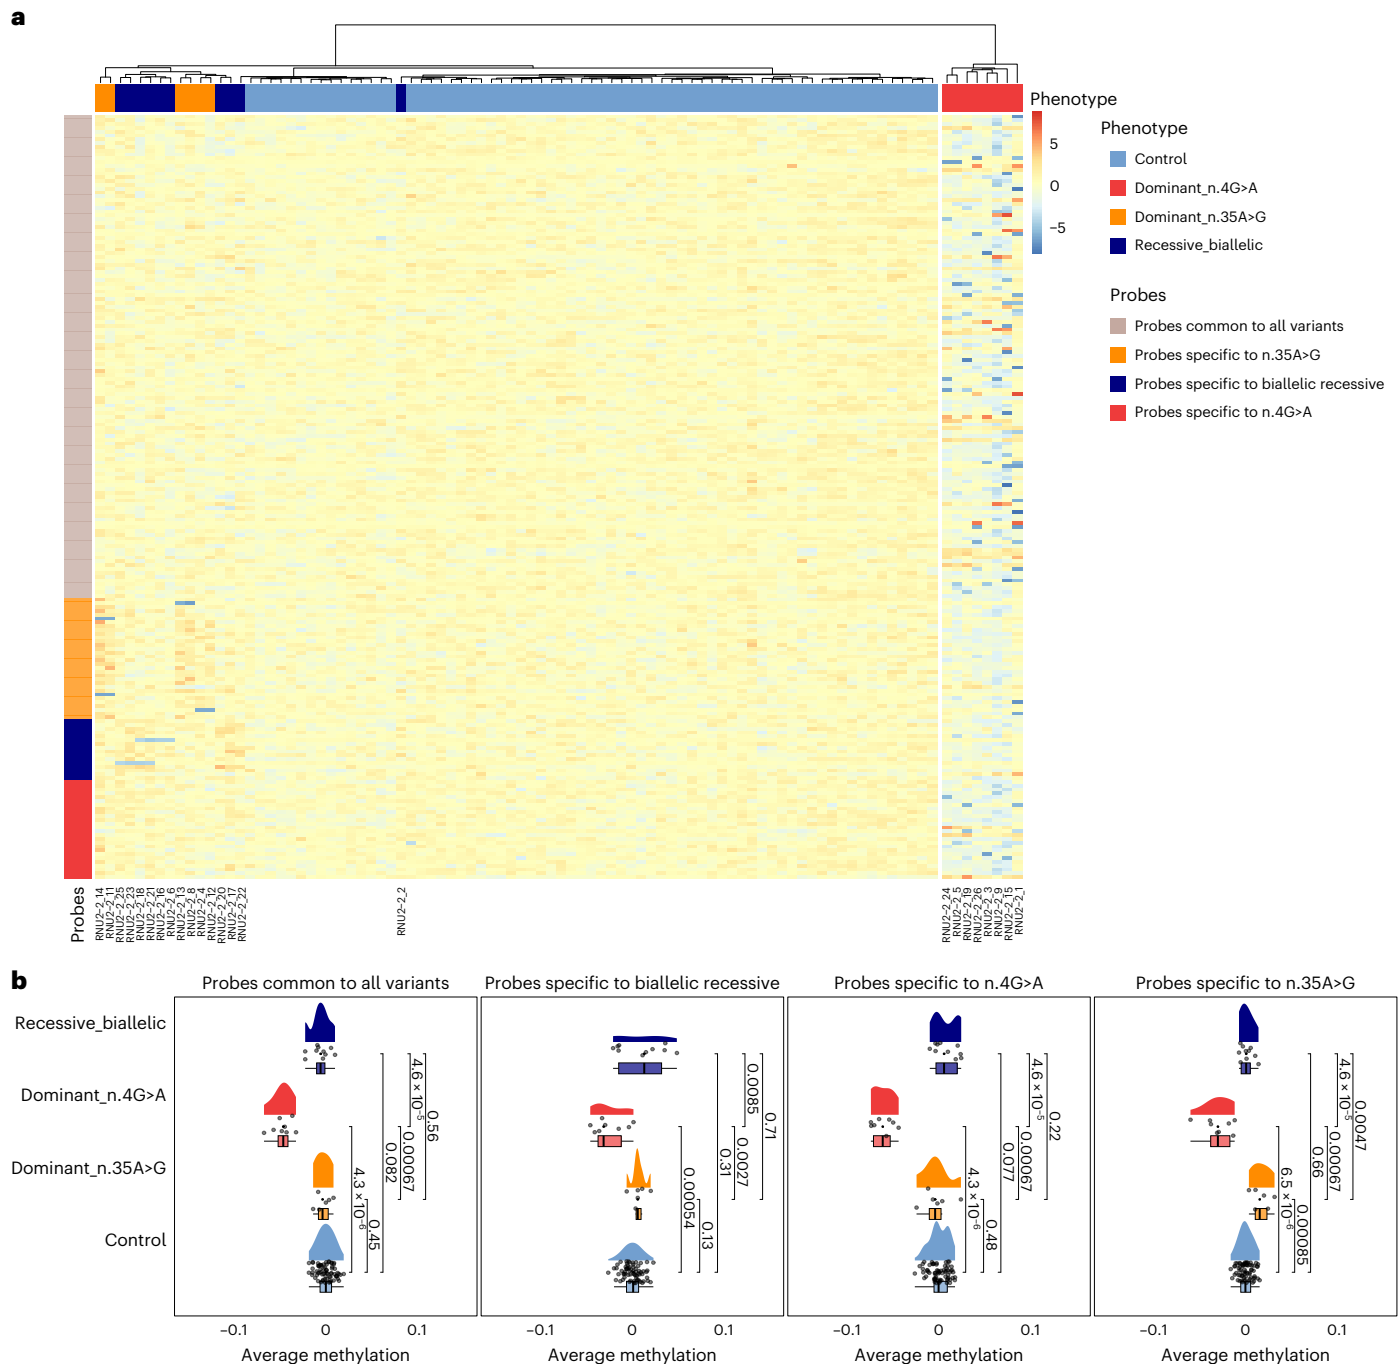 a
Phenotype
5
0
−5
Phenotype
Control
Dominant_n.4G>A
Dominant_n.35A>G
Recessive_biallelic
Probes
Probes common to all variants
Probes specific to n.35A>G
Probes specific to biallelic recessive
Probes specific to n.4G>A
Probes
RNU2-2_14
RNU2-2_11
RNU2-2_25
RNU2-2_23
RNU2-2_18
RNU2-2_21
RNU2-2_16
RNU2-2_6
RNU2-2_13
RNU2-2_8
RNU2-2_4
RNU2-2_12
RNU2-2_20
RNU2-2_17
RNU2-2_22
RNU2-2_2
RNU2-2_24
RNU2-2_5
RNU2-2_19
RNU2-2_26
RNU2-2_3
RNU2-2_9
RNU2-2_15
RNU2-2_1
b
Recessive_biallelic
Dominant_n.4G>A
Dominant_n.35A>G
Control
Probes common to all variants
4.3 × 10⁻⁶
0.45
0.082
0.00067
4.6 × 10⁻⁵
0.56
−0.1
0
0.1
Average methylation
Probes specific to biallelic recessive
0.00054
0.13
0.31
0.0027
0.0085
0.71
−0.1
0
0.1
Average methylation
Probes specific to n.4G>A
4.3 × 10⁻⁶
0.48
0.077
0.00067
4.6 × 10⁻⁵
0.22
−0.1
0
0.1
Average methylation
Probes specific to n.35A>G
6.5 × 10⁻⁶
0.00085
0.66
0.00067
4.6 × 10⁻⁵
0.0047
−0.1
0
0.1
Average methylation